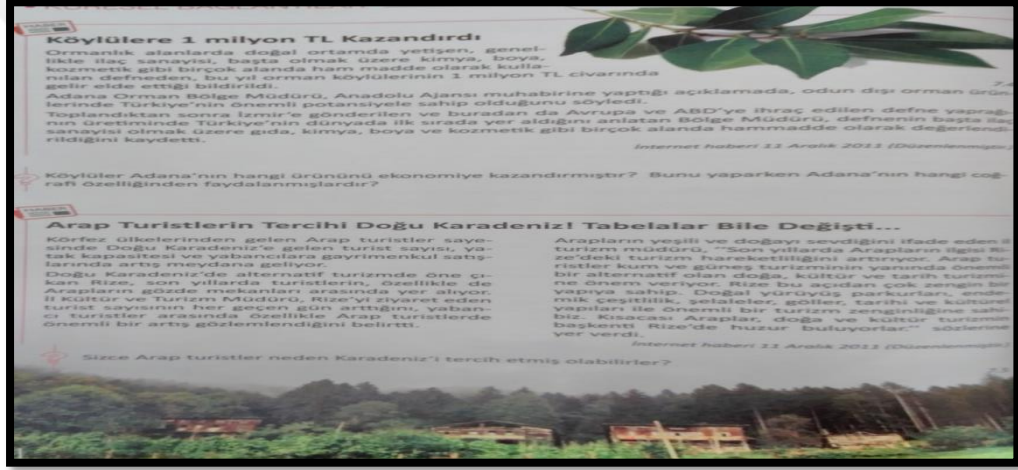 KÜRESEL BAĞLANTILAR
HABER
Köylülere 1 milyon TL Kazandırdı
Ormanlık alanlarda doğal ortamda yetişen, genel-
likle ilaç sanayisi, başta olmak üzere kimya, boya,
kozmetik gibi birçok alanda ham madde olarak kulla-
nılan defneden, bu yıl orman köylülerinin 1 milyon TL civarında
gelir elde ettiği bildirildi.
Adana Orman Bölge Müdürü, Anadolu Ajansı muhabirine yaptığı açıklamada, odun dışı orman ürün-
lerinde Türkiye'nin önemli potansiyele sahip olduğunu söyledi.
Toplandıktan sonra İzmir'e gönderilen ve buradan da Avrupa ve ABD'ye ihraç edilen defne yaprağı-
nın üretiminde Türkiye'nin dünyada ilk sırada yer aldığını anlatan Bölge Müdürü, defnenin başta ilaç
sanayisi olmak üzere gıda, kimya, boya ve kozmetik gibi birçok alanda hammadde olarak değerlendi-
rildiğini kaydetti.
İnternet haberi 11 Aralık 2011 (Düzenlenmiştir.)
Köylüler Adana'nın hangi ürününü ekonomiye kazandırmıştır? Bunu yaparken Adana'nın hangi coğ-
rafi özelliğinden faydalanmışlardır?
HABER
Arap Turistlerin Tercihi Doğu Karadeniz! Tabelalar Bile Değişti...
Körfez ülkelerinden gelen Arap turistler saye-
sinde Doğu Karadeniz'e gelen turist sayısı, ya-
tak kapasitesi ve yabancılara gayrimenkul satış-
larında artış meydana geliyor.
Doğu Karadeniz'de alternatif turizmde öne çı-
kan Rize, son yıllarda turistlerin, özellikle de
Arapların gözde mekanları arasında yer alıyor.
İl Kültür ve Turizm Müdürü, Rize'yi ziyaret eden
turist sayısının her geçen gün arttığını, yaban-
cı turistler arasında özellikle Arap turistlerde
önemli bir artış gözlemlendiğini belirtti.
Arapların yeşili ve doğayı sevdiğini ifade eden il
turizm müdürü, "Son yıllarda Arapların ilgisi Ri-
ze'deki turizm hareketliliğini artırıyor. Arap tu-
ristler kum ve güneş turizminin yanında önemli
bir alternatif olan doğa, kültür ve tarih turizmi-
ne önem veriyor. Rize bu açıdan çok zengin bir
yapıya sahip. Doğal yürüyüş parkurları, ende-
mik çeşitlilik, şelaleler, göller, tarihi ve kültürel
yapıları ile önemli bir turizm zenginliğine sahi-
biz. Kısacası Araplar doğa ve kültür turizmin
başkenti Rize'de huzur buluyorlar." sözlerine
yer verdi.
İnternet haberi 11 Aralık 2011 (Düzenlenmiştir.)
Sizce Arap turistler neden Karadeniz'i tercih etmiş olabilirler?